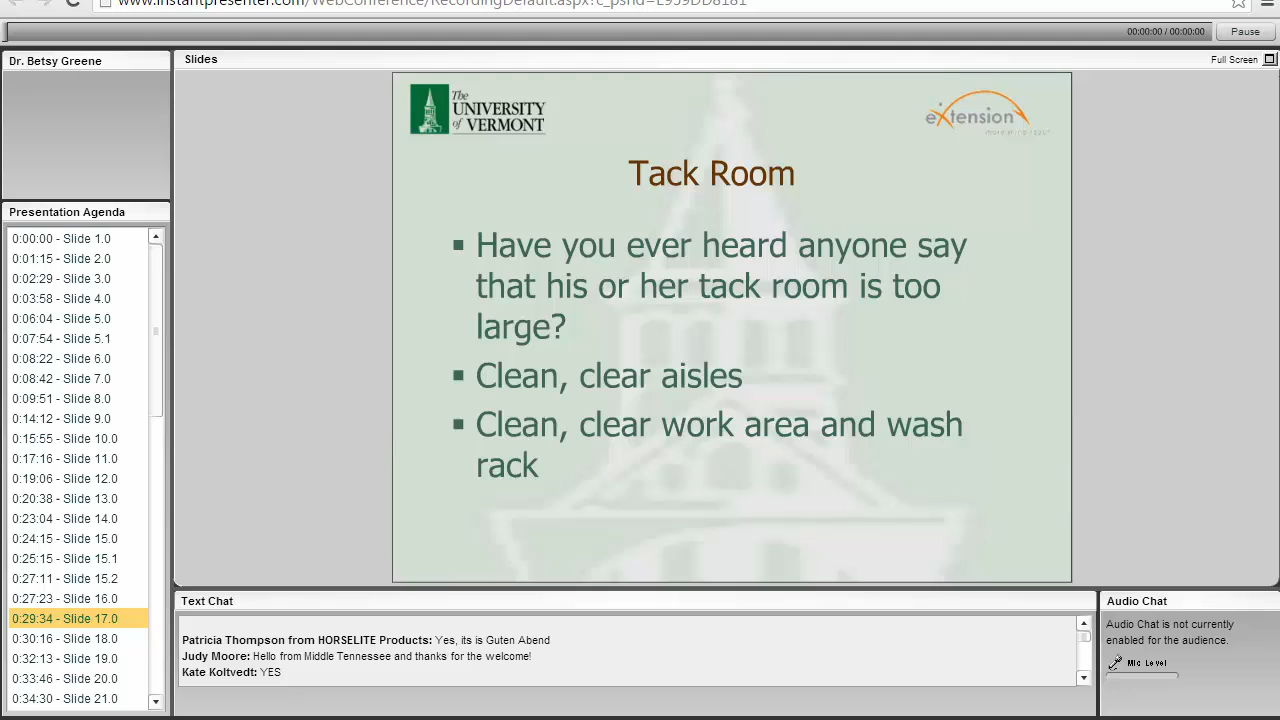 www.instantpresenter.com/WebConference/RecordingDefault.aspx?c_psrid=E959DD8181
00:00:00 / 00:00:00
Pause
Dr. Betsy Greene
Slides
Full Screen
The
UNIVERSITY
of VERMONT
eXtension
Tack Room
Have you ever heard anyone say
that his or her tack room is too
large?
Clean, clear aisles
Clean, clear work area and wash
rack
Presentation Agenda
0:00:00 - Slide 1.0
0:01:15 - Slide 2.0
0:02:29 - Slide 3.0
0:03:58 - Slide 4.0
0:06:04 - Slide 5.0
0:07:54 - Slide 5.1
0:08:22 - Slide 6.0
0:08:42 - Slide 7.0
0:09:51 - Slide 8.0
0:14:12 - Slide 9.0
0:15:55 - Slide 10.0
0:17:16 - Slide 11.0
0:19:06 - Slide 12.0
0:20:38 - Slide 13.0
0:23:04 - Slide 14.0
0:24:15 - Slide 15.0
0:25:15 - Slide 15.1
0:27:11 - Slide 15.2
0:27:23 - Slide 16.0
0:29:34 - Slide 17.0
0:30:16 - Slide 18.0
0:32:13 - Slide 19.0
0:33:46 - Slide 20.0
0:34:30 - Slide 21.0
Text Chat
Patricia Thompson from HORSELITE Products: Yes, its is Guten Abend
Judy Moore: Hello from Middle Tennessee and thanks for the welcome!
Kate Koltvedt: YES
Audio Chat
Audio Chat is not currently
enabled for the audience.
Mic Level